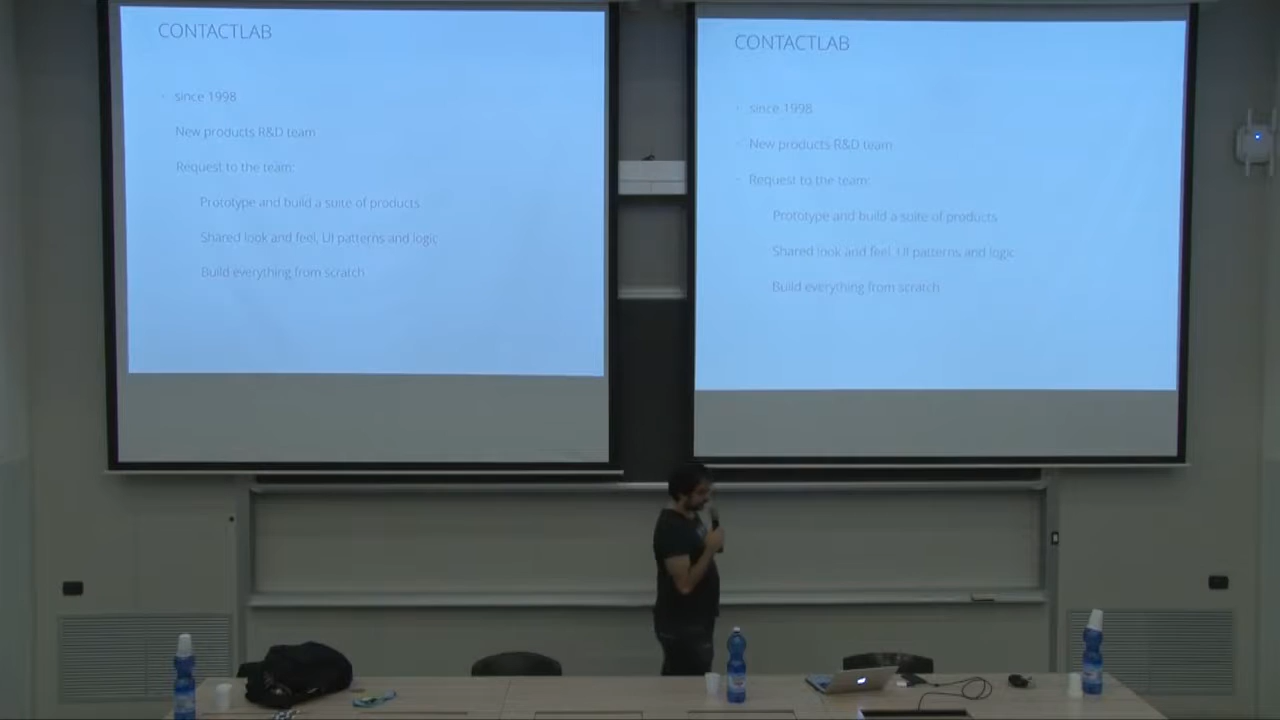 CONTACTLAB
since 1998
New products R&D team
Request to the team:
Prototype and build a suite of products
Shared look and feel, UI patterns and logic
Build everything from scratch
CONTACTLAB
since 1998
New products R&D team
Request to the team:
Prototype and build a suite of products
Shared look and feel, UI patterns and logic
Build everything from scratch